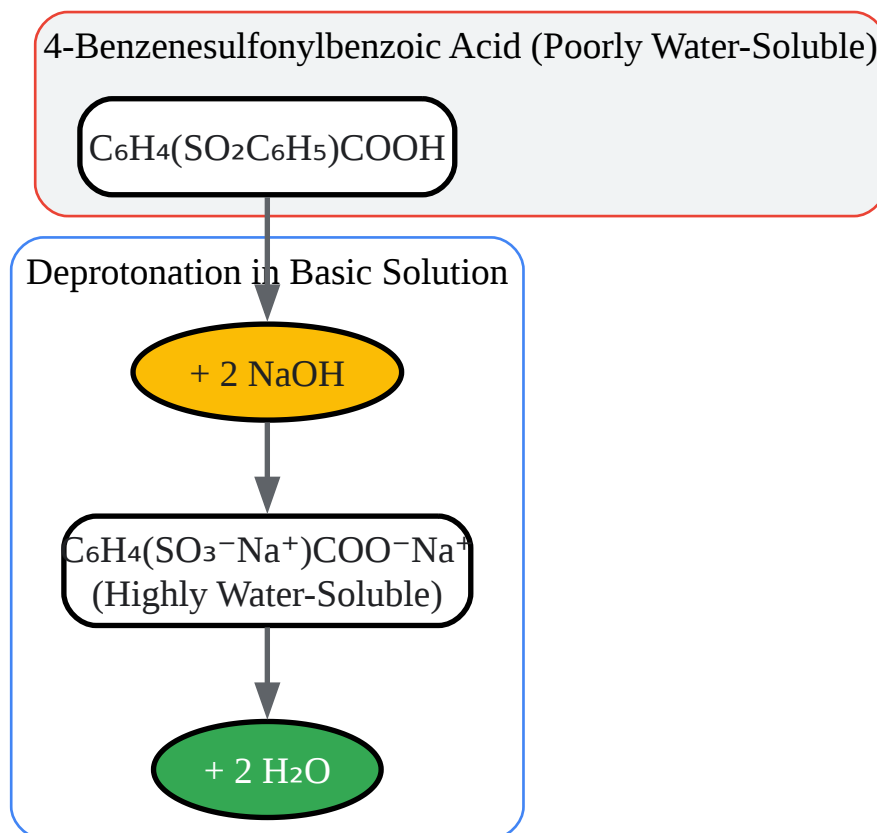 4-Benzenesulfonylbenzoic Acid (Poorly Water-Soluble)
C₆H₄(SO₂C₆H₅)COOH
Deprotonation in Basic Solution
+ 2 NaOH
C₆H₄(SO₃⁻Na⁺)COO⁻Na⁺
(Highly Water-Soluble)
+ 2 H₂O